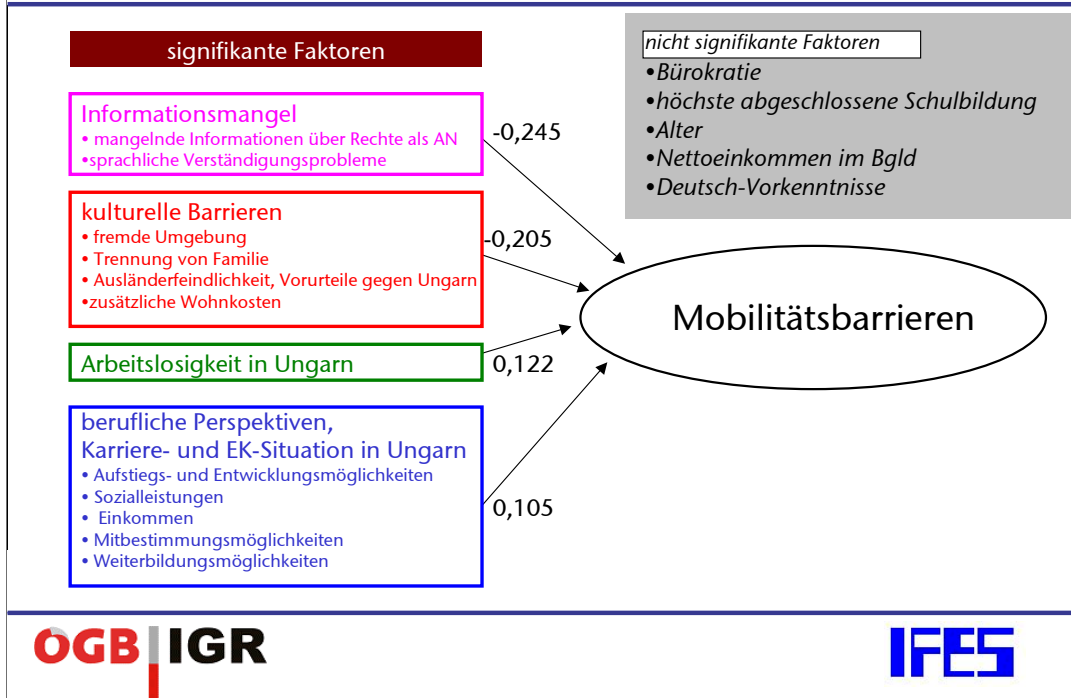 signifikante Faktoren
Informationsmangel
• mangelnde Informationen über Rechte als AN
•sprachliche Verständigungsprobleme
-0,245
kulturelle Barrieren
• fremde Umgebung
• Trennung von Familie
• Ausländerfeindlichkeit, Vorurteile gegen Ungarn
•zusätzliche Wohnkosten
-0,205
Arbeitslosigkeit in Ungarn
0,122
berufliche Perspektiven,
Karriere- und EK-Situation in Ungarn
• Aufstiegs- und Entwicklungsmöglichkeiten
• Sozialleistungen
• Einkommen
• Mitbestimmungsmöglichkeiten
• Weiterbildungsmöglichkeiten
0,105
nicht signifikante Faktoren
•Bürokratie
•höchste abgeschlossene Schulbildung
•Alter
•Nettoeinkommen im Bgld
•Deutsch-Vorkenntnisse
Mobilitätsbarrieren
ÖGB IGR
IFES